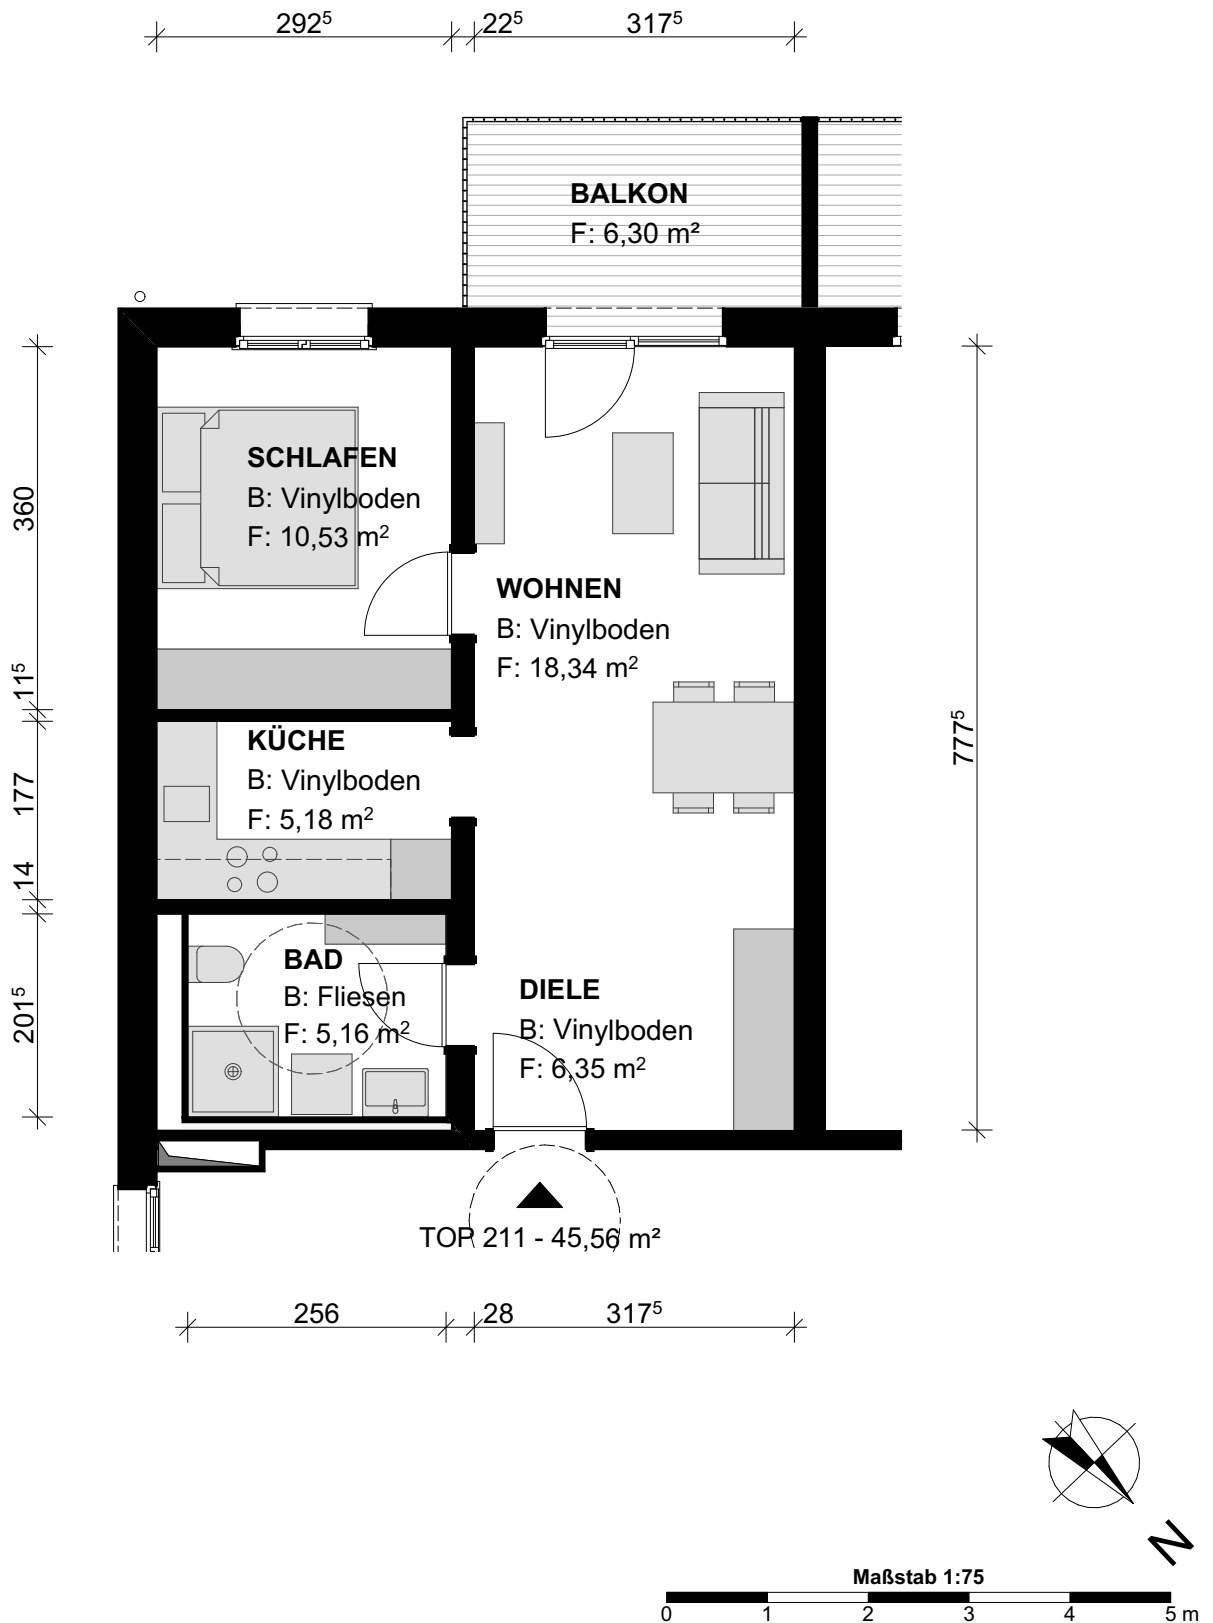 292⁵ 22⁵ 317⁵
BALKON
F: 6,30 m²
SCHLAFEN
B: Vinylboden
F: 10,53 m²
360
WOHNEN
B: Vinylboden
F: 18,34 m²
11⁵
777⁵
KÜCHE
B: Vinylboden
F: 5,18 m²
177
14
BAD
B: Fliesen
F: 5,16 m²
201⁵
DIELE
B: Vinylboden
F: 6,35 m²
TOP 211 - 45,56 m²
256 28 317⁵
N
Maßstab 1:75
0 1 2 3 4 5 m